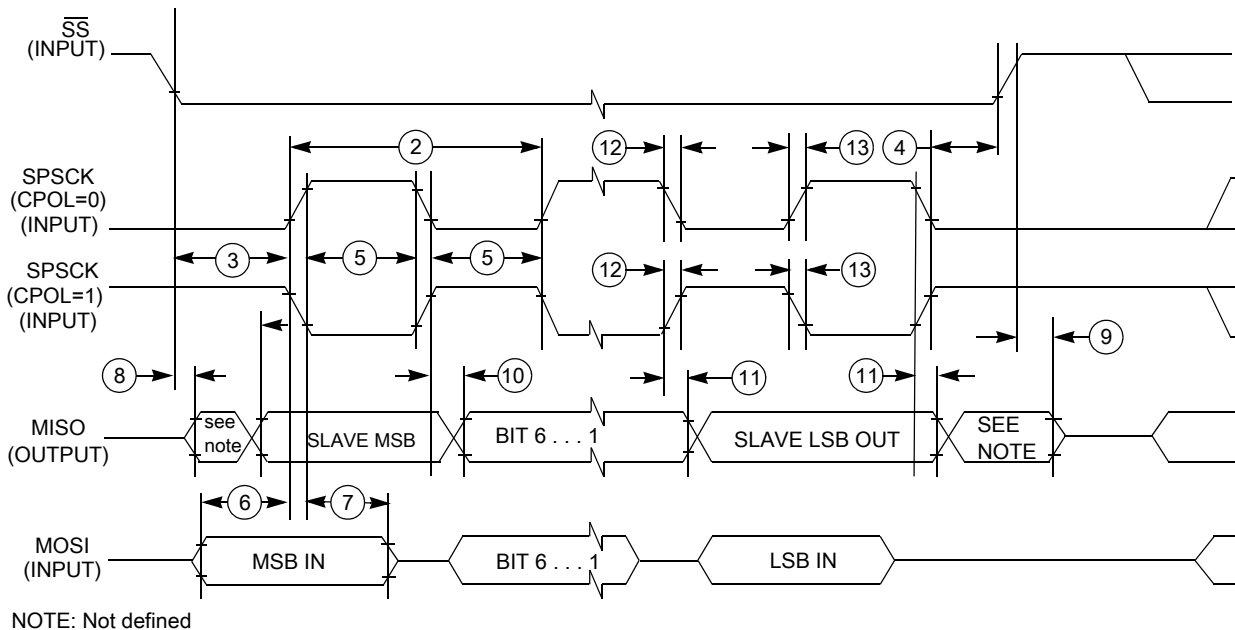 SS
(INPUT)
2
12
13
4
SPSCK
(CPOL=0)
(INPUT)
3
5
5
SPSCK
(CPOL=1)
(INPUT)
12
13
8
10
11
11
9
MISO
(OUTPUT)
see
note
SLAVE MSB
BIT 6 . . . 1
SLAVE LSB OUT
SEE
NOTE
6
7
MOSI
(INPUT)
MSB IN
BIT 6 . . . 1
LSB IN
NOTE: Not defined